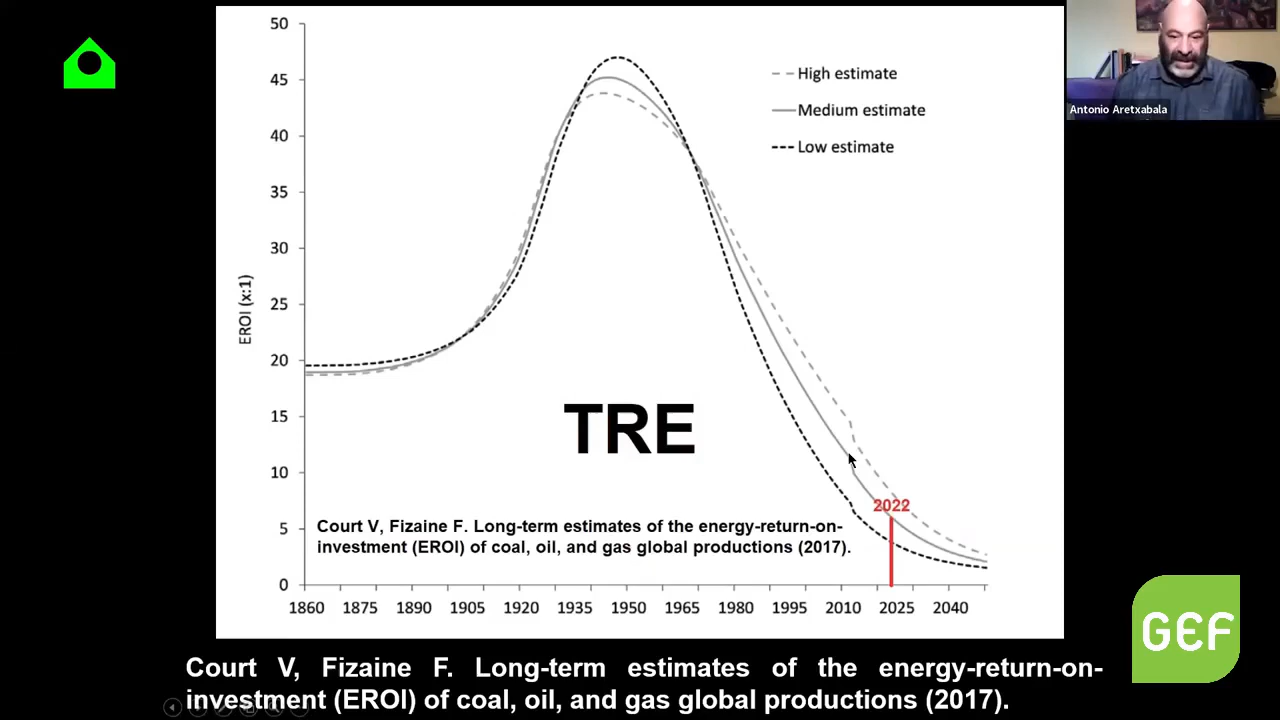 50
45
40
35
30
25
20
15
10
5
0
EROI (x:1)
High estimate
Medium estimate
Low estimate
TRE
2022
Court V, Fizaine F. Long-term estimates of the energy-return-on-
investment (EROI) of coal, oil, and gas global productions (2017).
1860 1875 1890 1905 1920 1935 1950 1965 1980 1995 2010 2025 2040
Antonio Aretxabala
GEF
Court V, Fizaine F. Long-term estimates of the energy-return-on-
investment (EROI) of coal, oil, and gas global productions (2017).